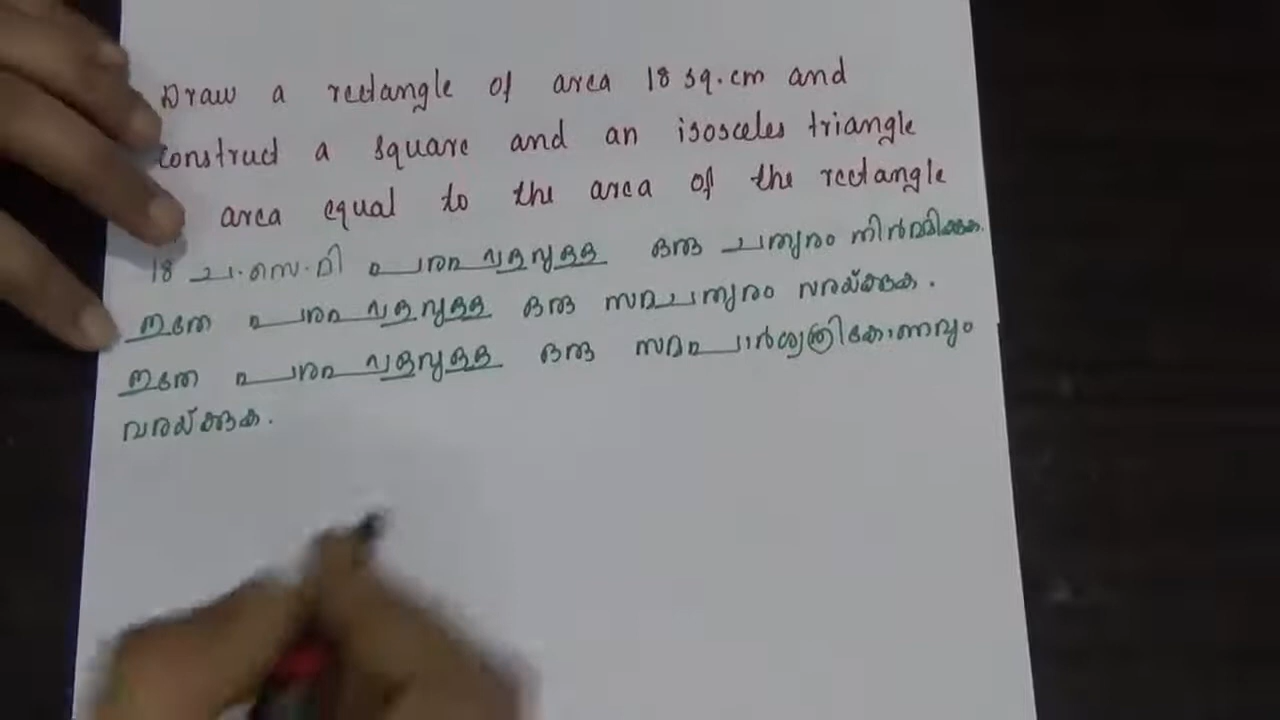 Draw a rectangle of area 18 sq.cm and
construct a square and an isosceles triangle
area equal to the area of the rectangle
18 ച.സെ.മി പരപ്പളവുള്ള ഒരു ചതുരം നിർമ്മിക്കുക.
ഇതേ പരപ്പളവുള്ള ഒരു സമചതുരം വരയ്ക്കുക.
ഇതേ പരപ്പളവുള്ള ഒരു സമപാർശ്വത്രികോണവും
വരയ്ക്കുക.